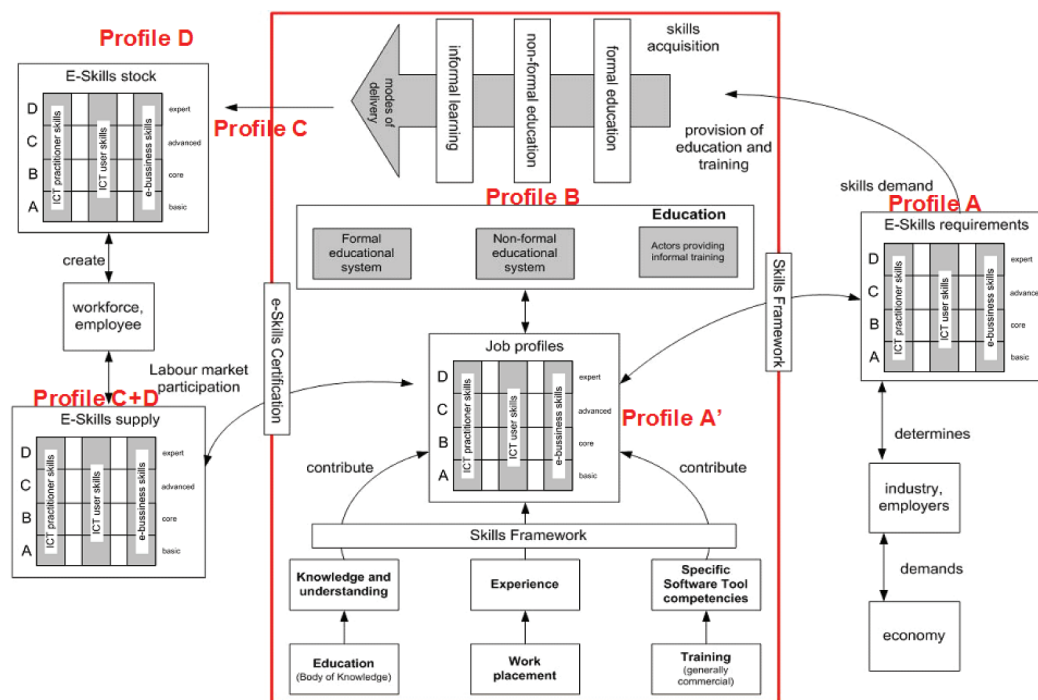 Profile D
E-Skills stock
D
C
B
A
ICT practitioner skills
ICT user skills
e-bussiness skills
expert
advanced
core
basic
create
workforce,
employee
Labour market
participation
Profile C+D
E-Skills supply
D
C
B
A
ICT practitioner skills
ICT user skills
e-bussiness skills
expert
advanced
core
basic
Profile C
modes of
delivery
informal learning
non-formal education
formal education
skills
acquisition
provision of
education and
training
Profile B
Education
Formal
educational
system
Non-formal
educational
system
Actors providing
informal training
e-Skills Certification
Skills Framework
Job profiles
D
C
B
A
ICT practitioner skills
ICT user skills
e-bussiness skills
expert
advanced
core
basic
Profile A’
contribute
contribute
Skills Framework
Knowledge and
understanding
Experience
Specific
Software Tool
competencies
Education
(Body of Knowledge)
Work
placement
Training
(generally
commercial)
skills demand
Profile A
E-Skills requirements
D
C
B
A
ICT practitioner skills
ICT user skills
e-bussiness skills
expert
advanced
core
basic
determines
industry,
employers
demands
economy